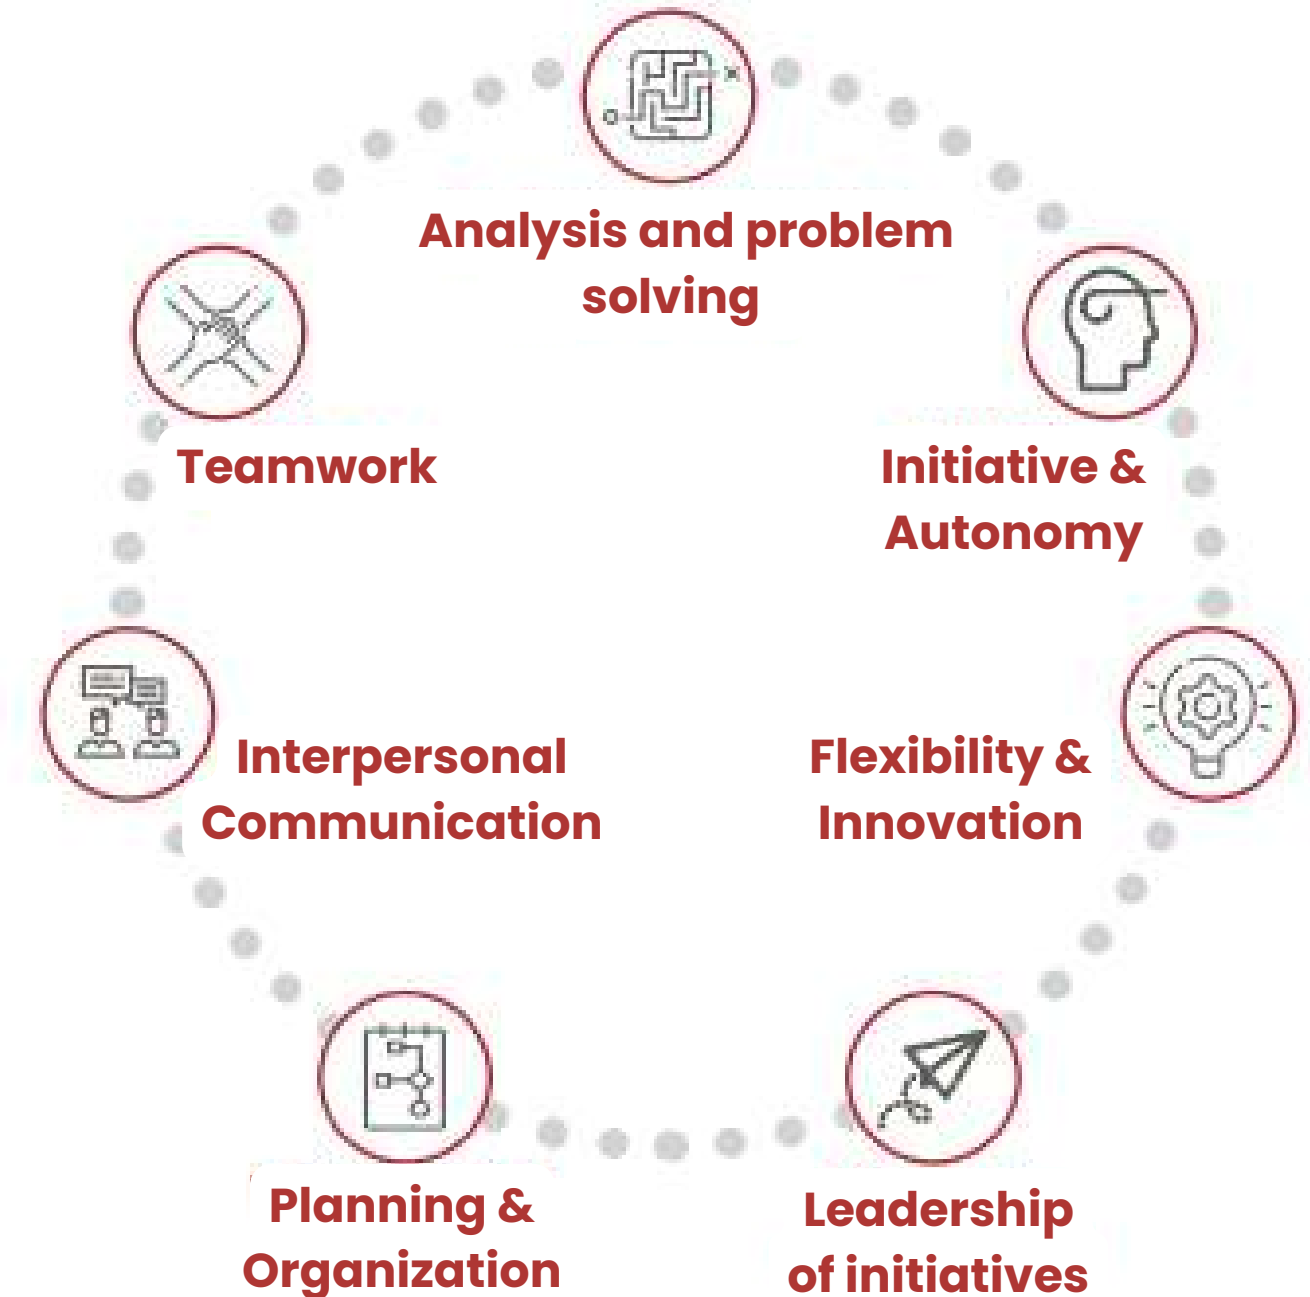 Analysis and problem
solving
Teamwork
Initiative &
Autonomy
Interpersonal
Communication
Flexibility &
Innovation
Planning &
Organization
Leadership
of initiatives